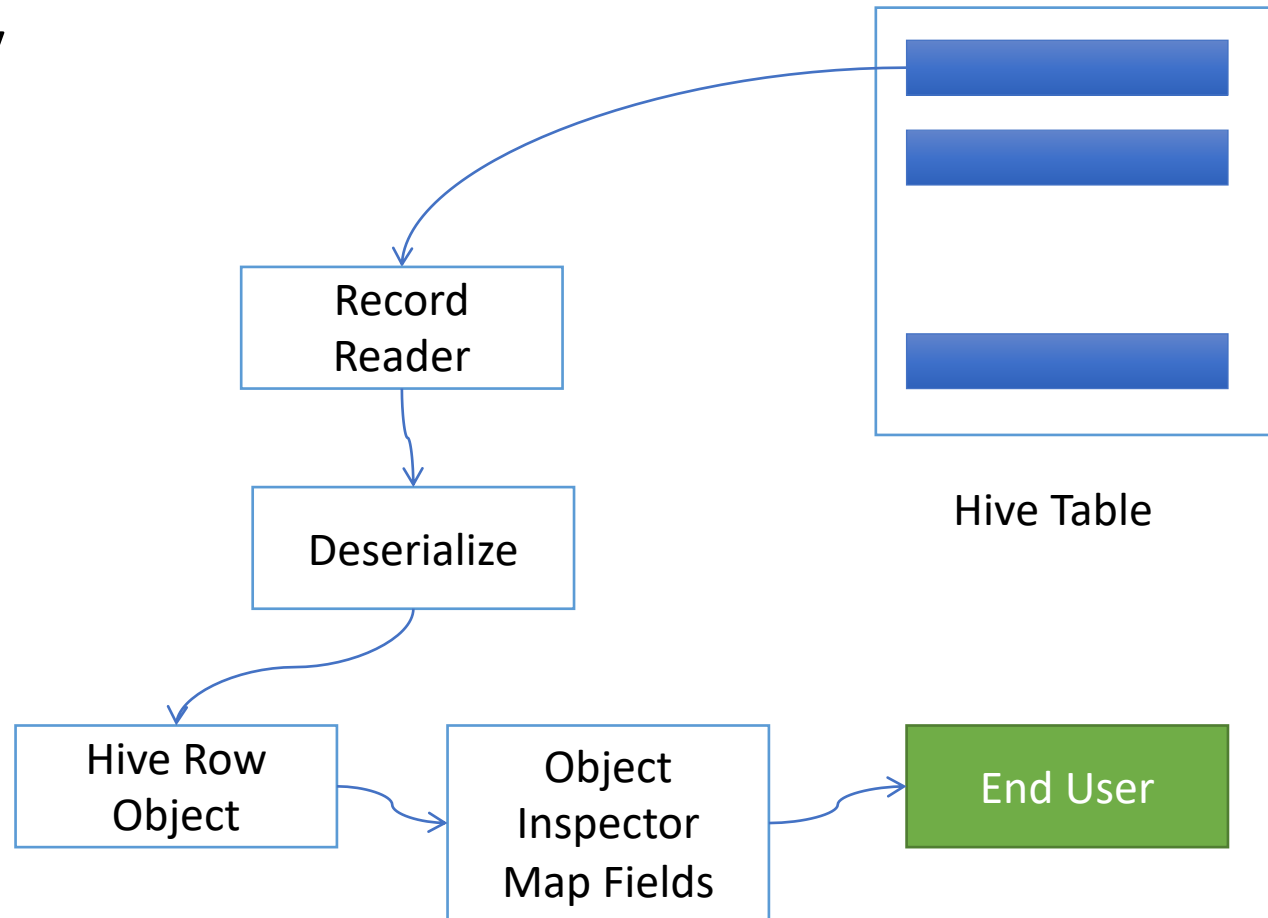 Record
Reader
Hive Table
Deserialize
Hive Row
Object
Object
Inspector
Map Fields
End User